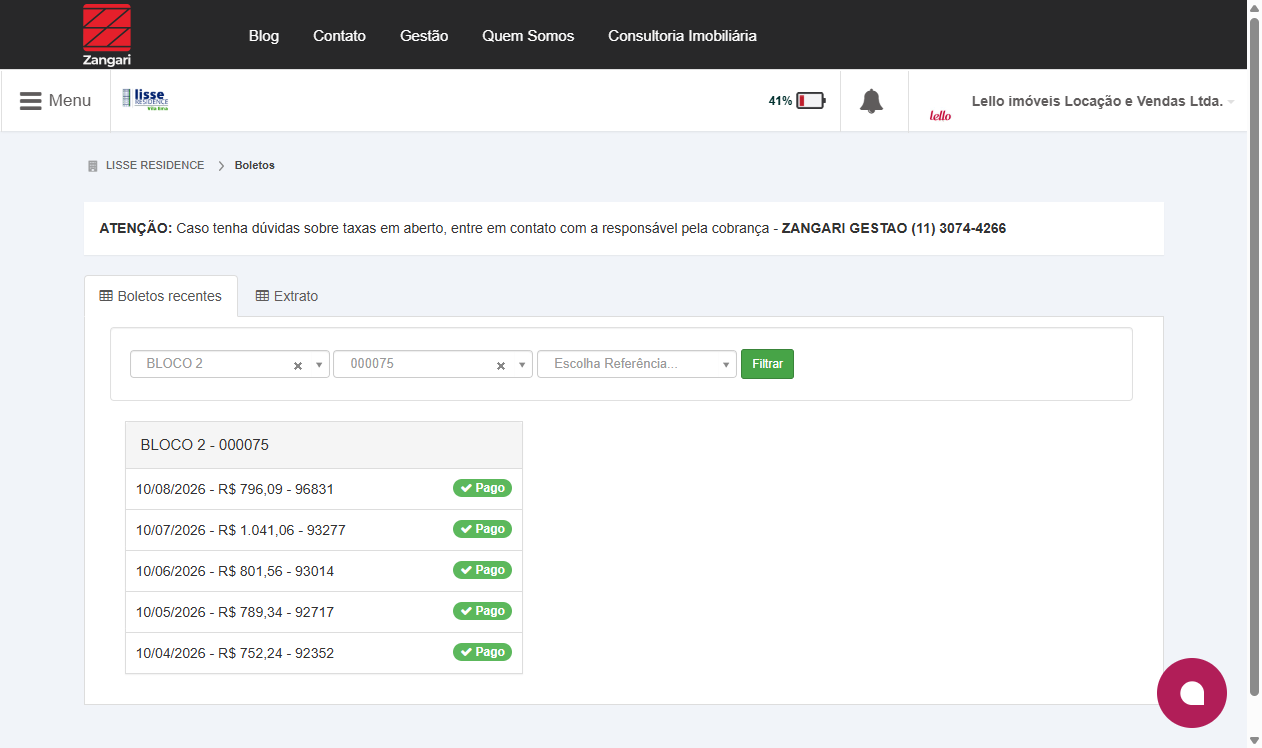 Zangari
Blog Contato Gestão Quem Somos Consultoria Imobiliária
Menu
lisse
RESIDENCE
Vila Ema
41%
lello
Lello imóveis Locação e Vendas Ltda.
LISSE RESIDENCE > Boletos
ATENÇÃO: Caso tenha dúvidas sobre taxas em aberto, entre em contato com a responsável pela cobrança - ZANGARI GESTAO (11) 3074-4266
Boletos recentes Extrato
BLOCO 2 × 000075 × Escolha Referência... Filtrar
BLOCO 2 - 000075
10/08/2026 - R$ 796,09 - 96831 Pago
10/07/2026 - R$ 1.041,06 - 93277 Pago
10/06/2026 - R$ 801,56 - 93014 Pago
10/05/2026 - R$ 789,34 - 92717 Pago
10/04/2026 - R$ 752,24 - 92352 Pago